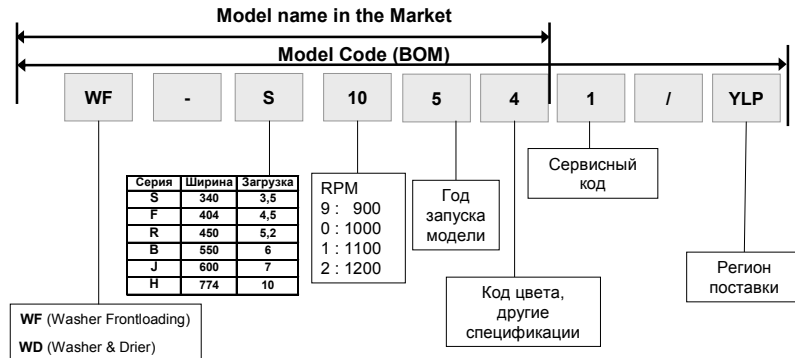 Model name in the Market
Model Code (BOM)
WF - S 10 5 4 1 / YLP
Серия Ширина Загрузка
S 340 3,5
F 404 4,5
R 450 5,2
B 550 6
J 600 7
H 774 10
RPM
9 : 900
0 : 1000
1 : 1100
2 : 1200
Год
запуска
модели
Сервисный
код
Код цвета,
другие
спецификации
Регион
поставки
WF (Washer Frontloading)
WD (Washer & Drier)